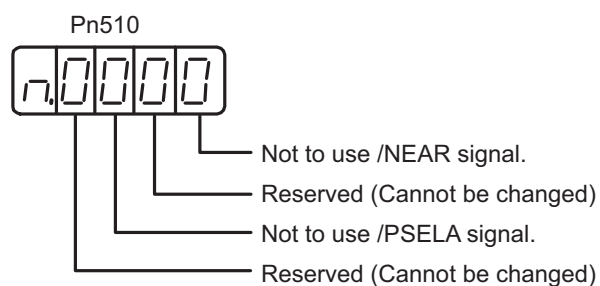 Pn510
n.0000
Not to use /NEAR signal.
Reserved (Cannot be changed)
Not to use /PSELA signal.
Reserved (Cannot be changed)